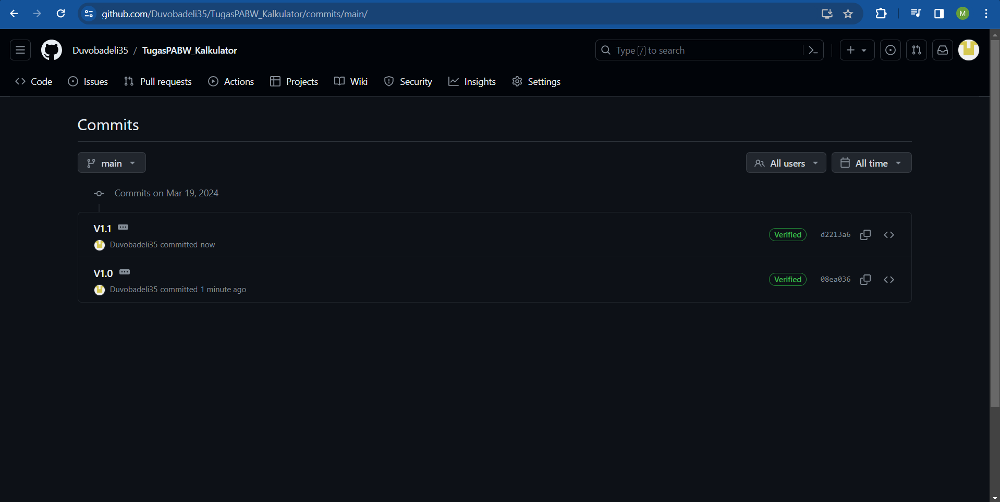 github.com/Duvobadeli35/TugasPABW_Kalkulator/commits/main/
M
Duvobadeli35 / TugasPABW_Kalkulator
Type / to search
Code Issues Pull requests Actions Projects Wiki Security Insights Settings
Commits
main
All users All time
Commits on Mar 19, 2024
V1.1
Verified d2213a6
Duvobadeli35 committed now
V1.0
Verified 08ea036
Duvobadeli35 committed 1 minute ago